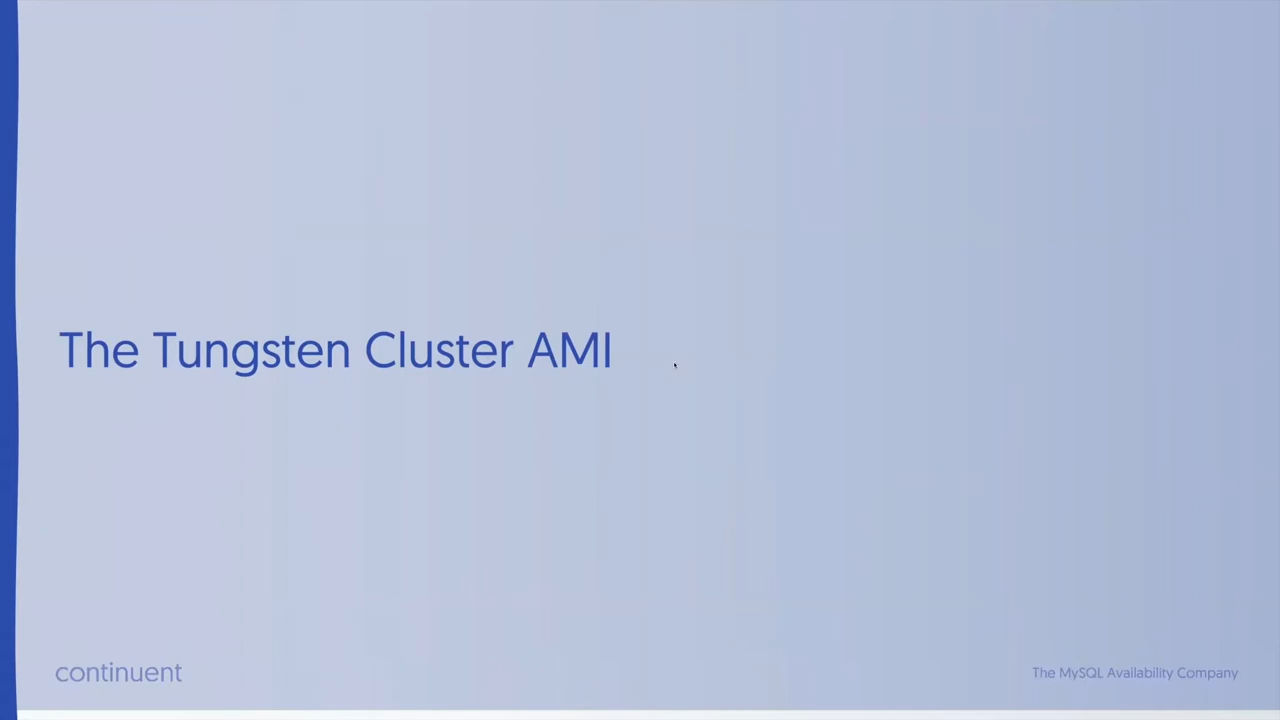 The Tungsten Cluster AMI
continuent
The MySQL Availability Company